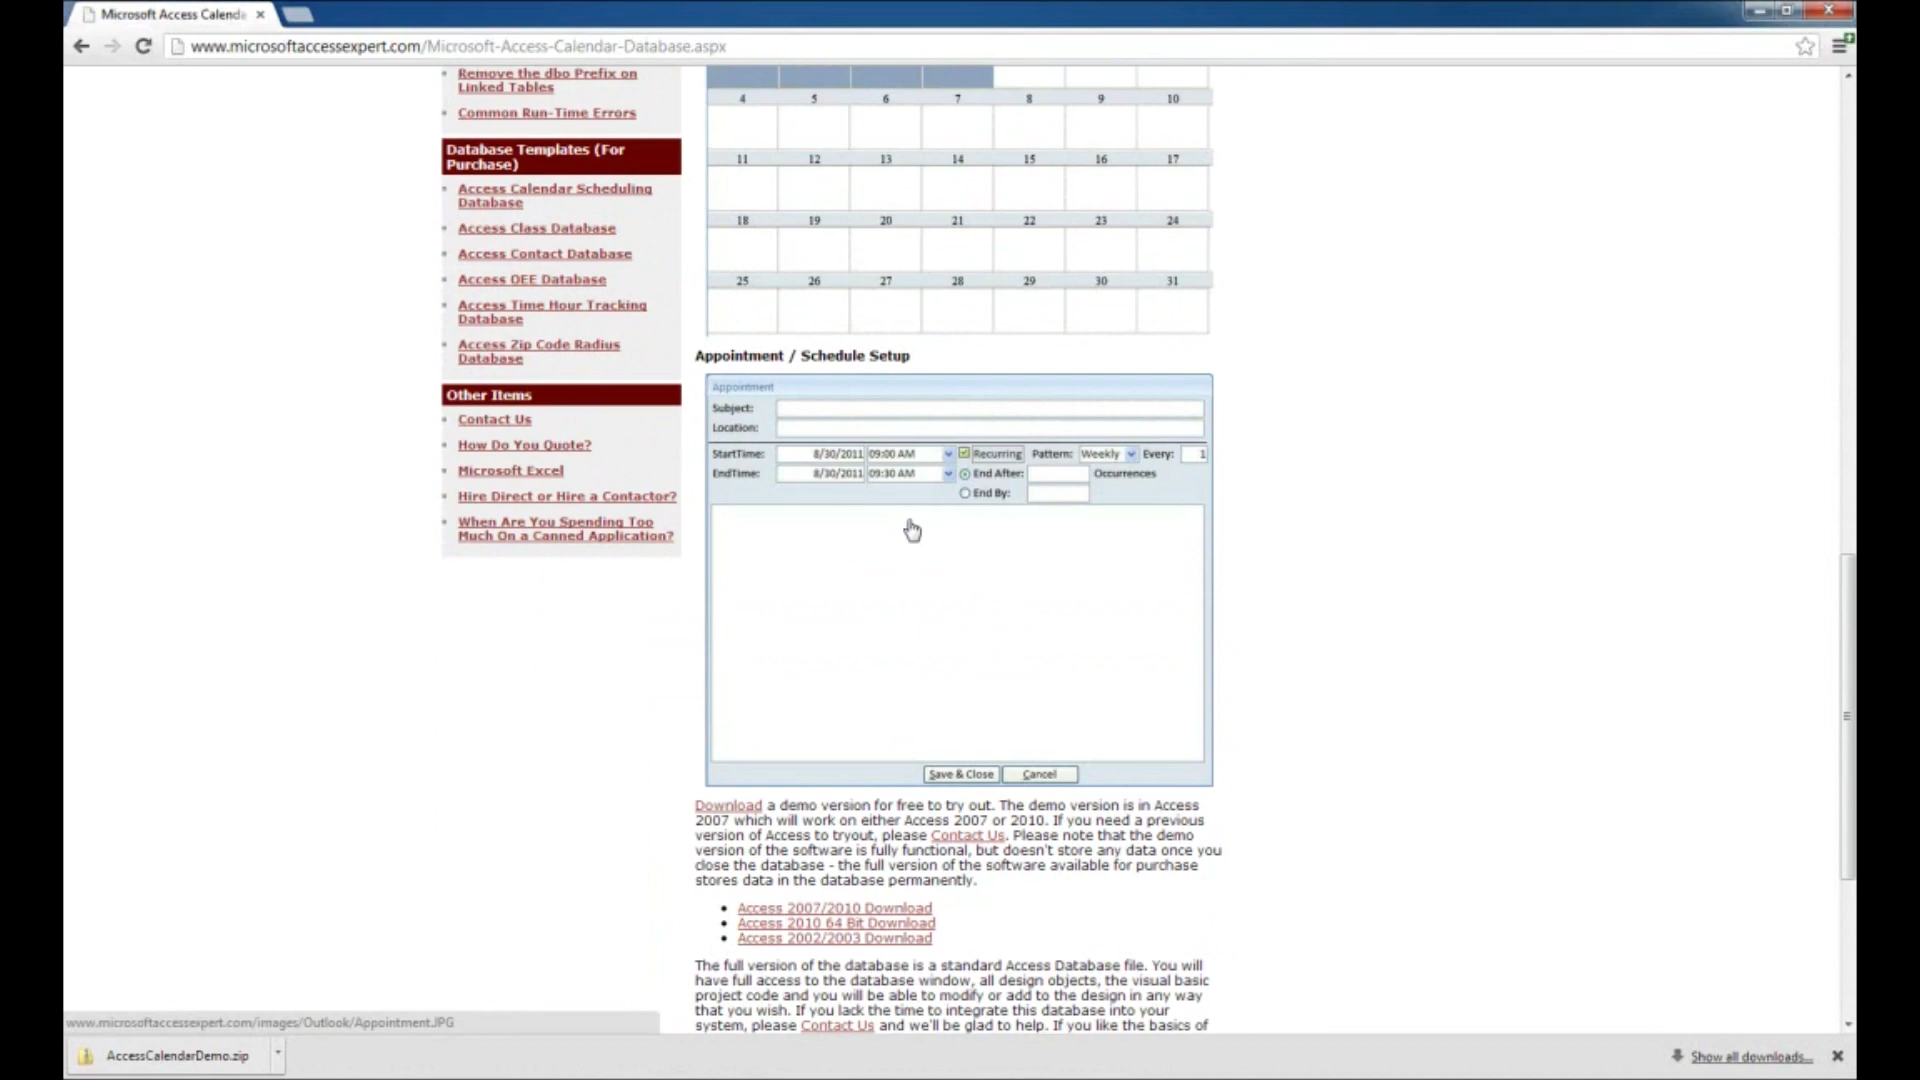 Microsoft Access Calenda
www.microsoftaccessexpert.com/Microsoft-Access-Calendar-Database.aspx
Remove the dbo Prefix on
Linked Tables
Common Run-Time Errors
Database Templates (For
Purchase)
Access Calendar Scheduling
Database
Access Class Database
Access Contact Database
Access OEE Database
Access Time Hour Tracking
Database
Access Zip Code Radius
Database
Other Items
Contact Us
How Do You Quote?
Microsoft Excel
Hire Direct or Hire a Contactor?
When Are You Spending Too
Much On a Canned Application?
4 5 6 7 8 9 10
11 12 13 14 15 16 17
18 19 20 21 22 23 24
25 26 27 28 29 30 31
Appointment / Schedule Setup
Appointment
Subject:
Location:
StartTime: 8/30/2011 09:00 AM Recurring Pattern: Weekly Every: 1
EndTime: 8/30/2011 09:30 AM End After: Occurrences
End By:
Save & Close Cancel
Download a demo version for free to try out. The demo version is in Access
2007 which will work on either Access 2007 or 2010. If you need a previous
version of Access to tryout, please Contact Us. Please note that the demo
version of the software is fully functional, but doesn't store any data once you
close the database - the full version of the software available for purchase
stores data in the database permanently.
Access 2007/2010 Download
Access 2010 64 Bit Download
Access 2002/2003 Download
The full version of the database is a standard Access Database file. You will
have full access to the database window, all design objects, the visual basic
project code and you will be able to modify or add to the design in any way
that you wish. If you lack the time to integrate this database into your
system, please Contact Us and we'll be glad to help. If you like the basics of
www.microsoftaccessexpert.com/images/Outlook/Appointment.JPG
AccessCalendarDemo.zip
Show all downloads...